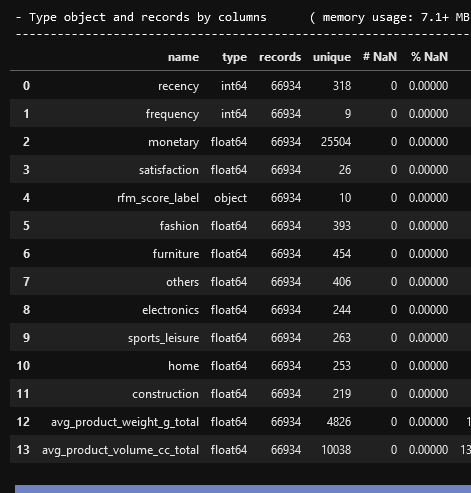 - Type object and records by columns ( memory usage: 7.1+ MB
name type records unique # NaN % NaN
0 recency int64 66934 318 0 0.00000
1 frequency int64 66934 9 0 0.00000
2 monetary float64 66934 25504 0 0.00000
3 satisfaction float64 66934 26 0 0.00000
4 rfm_score_label object 66934 10 0 0.00000
5 fashion float64 66934 393 0 0.00000
6 furniture float64 66934 454 0 0.00000
7 others float64 66934 406 0 0.00000
8 electronics float64 66934 244 0 0.00000
9 sports_leisure float64 66934 263 0 0.00000
10 home float64 66934 253 0 0.00000
11 construction float64 66934 219 0 0.00000
12 avg_product_weight_g_total float64 66934 4826 0 0.00000 1
13 avg_product_volume_cc_total float64 66934 10038 0 0.00000 13